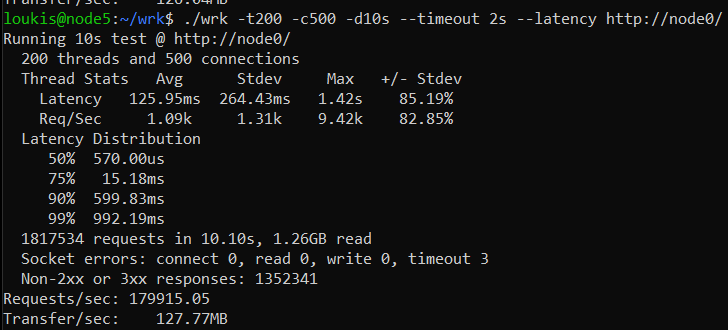 Transfer/sec:    126.64MB
loukis@node5:~/wrk$ ./wrk -t200 -c500 -d10s --timeout 2s --latency http://node0/
Running 10s test @ http://node0/
  200 threads and 500 connections
  Thread Stats   Avg      Stdev     Max   +/- Stdev
    Latency   125.95ms  264.43ms   1.42s    85.19%
    Req/Sec     1.09k     1.31k    9.42k    82.85%
  Latency Distribution
     50%  570.00us
     75%   15.18ms
     90%  599.83ms
     99%  992.19ms
  1817534 requests in 10.10s, 1.26GB read
  Socket errors: connect 0, read 0, write 0, timeout 3
  Non-2xx or 3xx responses: 1352341
Requests/sec: 179915.05
Transfer/sec:    127.77MB